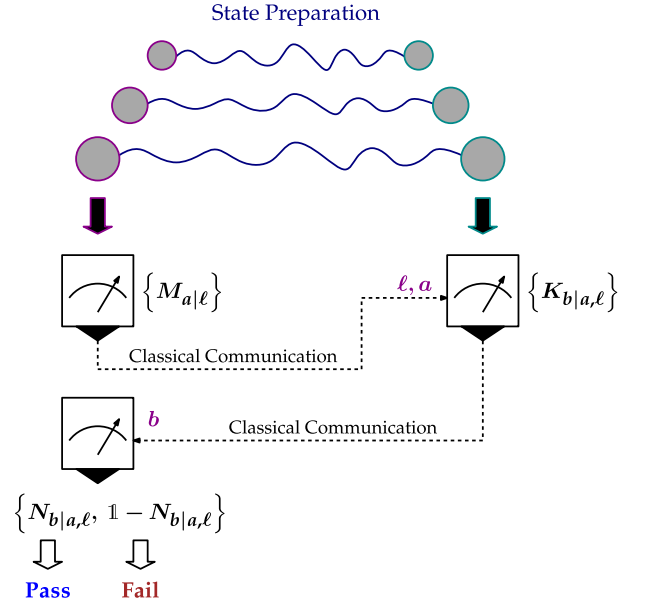 State Preparation
{M_{a|ℓ}}
ℓ, a
{K_{b|a,ℓ}}
Classical Communication
b
Classical Communication
{N_{b|a,ℓ}, 𝟙 − N_{b|a,ℓ}}
Pass Fail